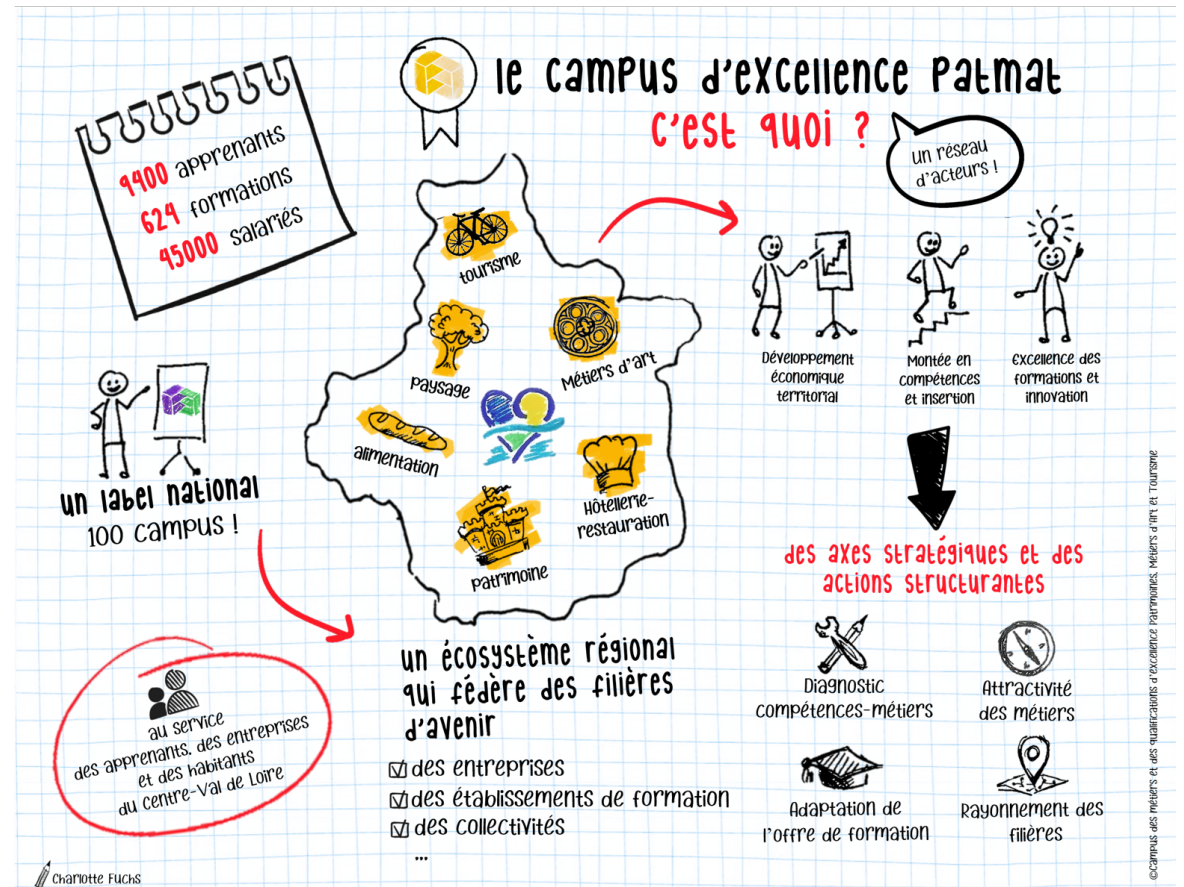 le campus d'excellence Patmat
c'est quoi ?
un réseau
d'acteurs !
9400 apprenants
624 formations
45000 salariés
tourisme
paysage
Métiers d'art
alimentation
Hôtellerie-
restauration
patrimoine
Développement
économique
territorial
Montée en
compétences
et insertion
Excellence des
formations et
innovation
un label national
100 campus !
des axes stratégiques et des
actions structurantes
Diagnostic
compétences-métiers
Attractivité
des métiers
Adaptation de
l'offre de formation
Rayonnement des
filières
un écosystème régional
qui fédère des filières
d'avenir
des entreprises
des établissements de formation
des collectivités
...
au service
des apprenants, des entreprises
et des habitants
du Centre-Val de Loire
Charlotte Fuchs
©Campus des métiers et des qualifications d'excellence Patrimoines, Métiers d'Art et Tourisme